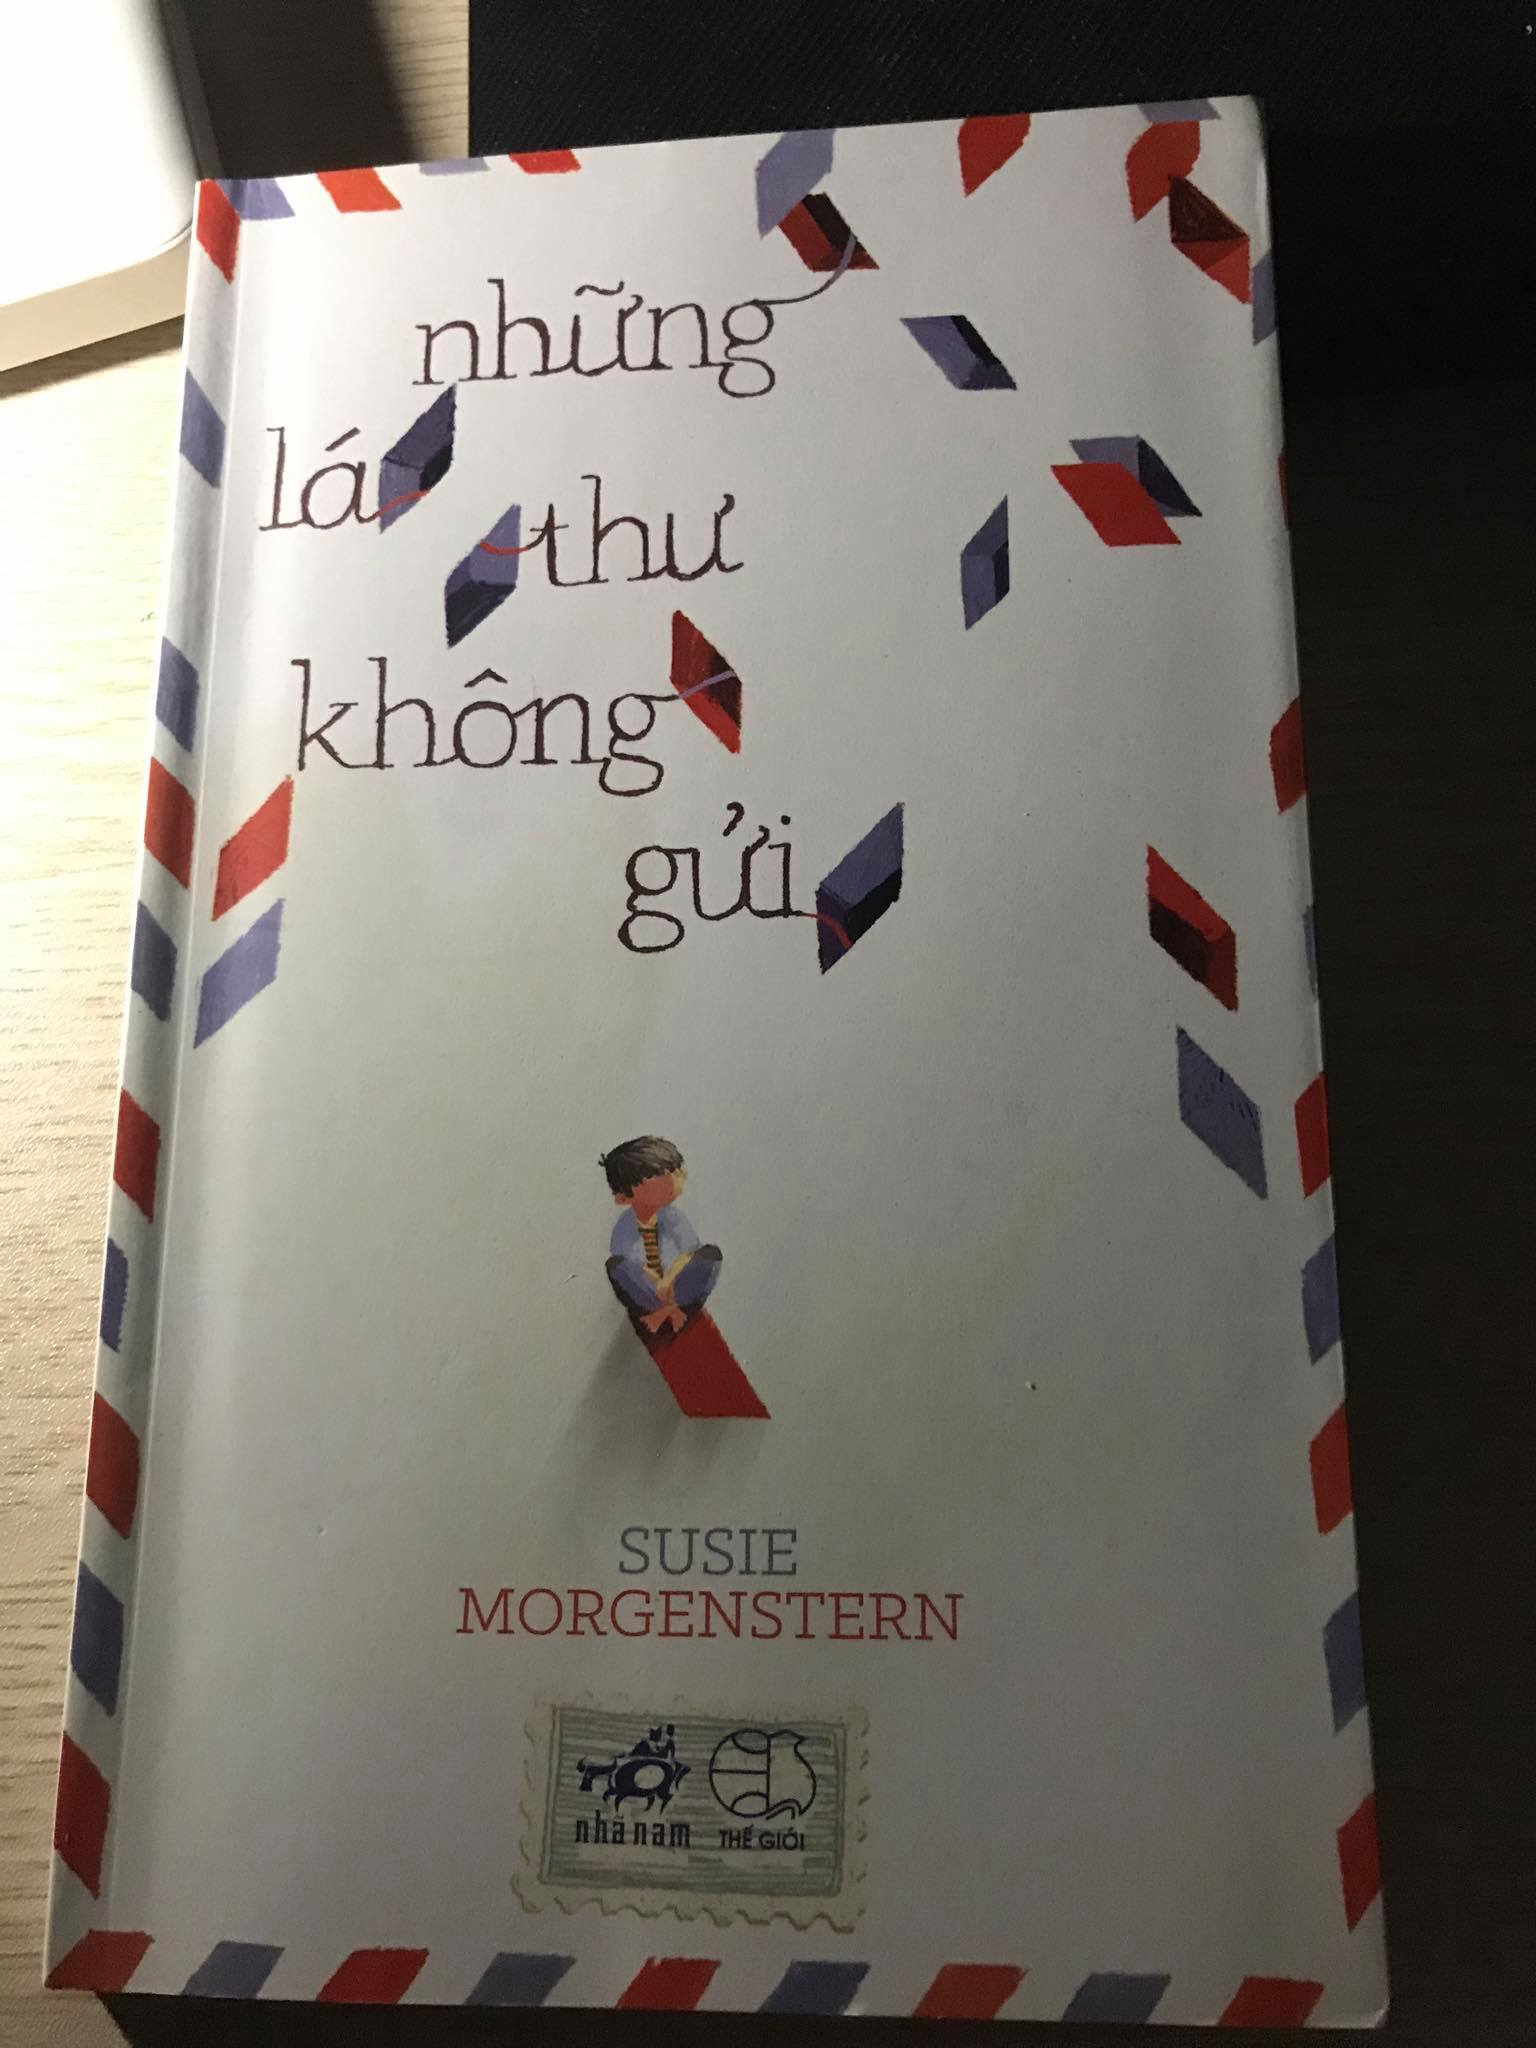 những
lá thư
không
gửi
SUSIE
MORGENSTERN
nhã nam THẾ GIỚI